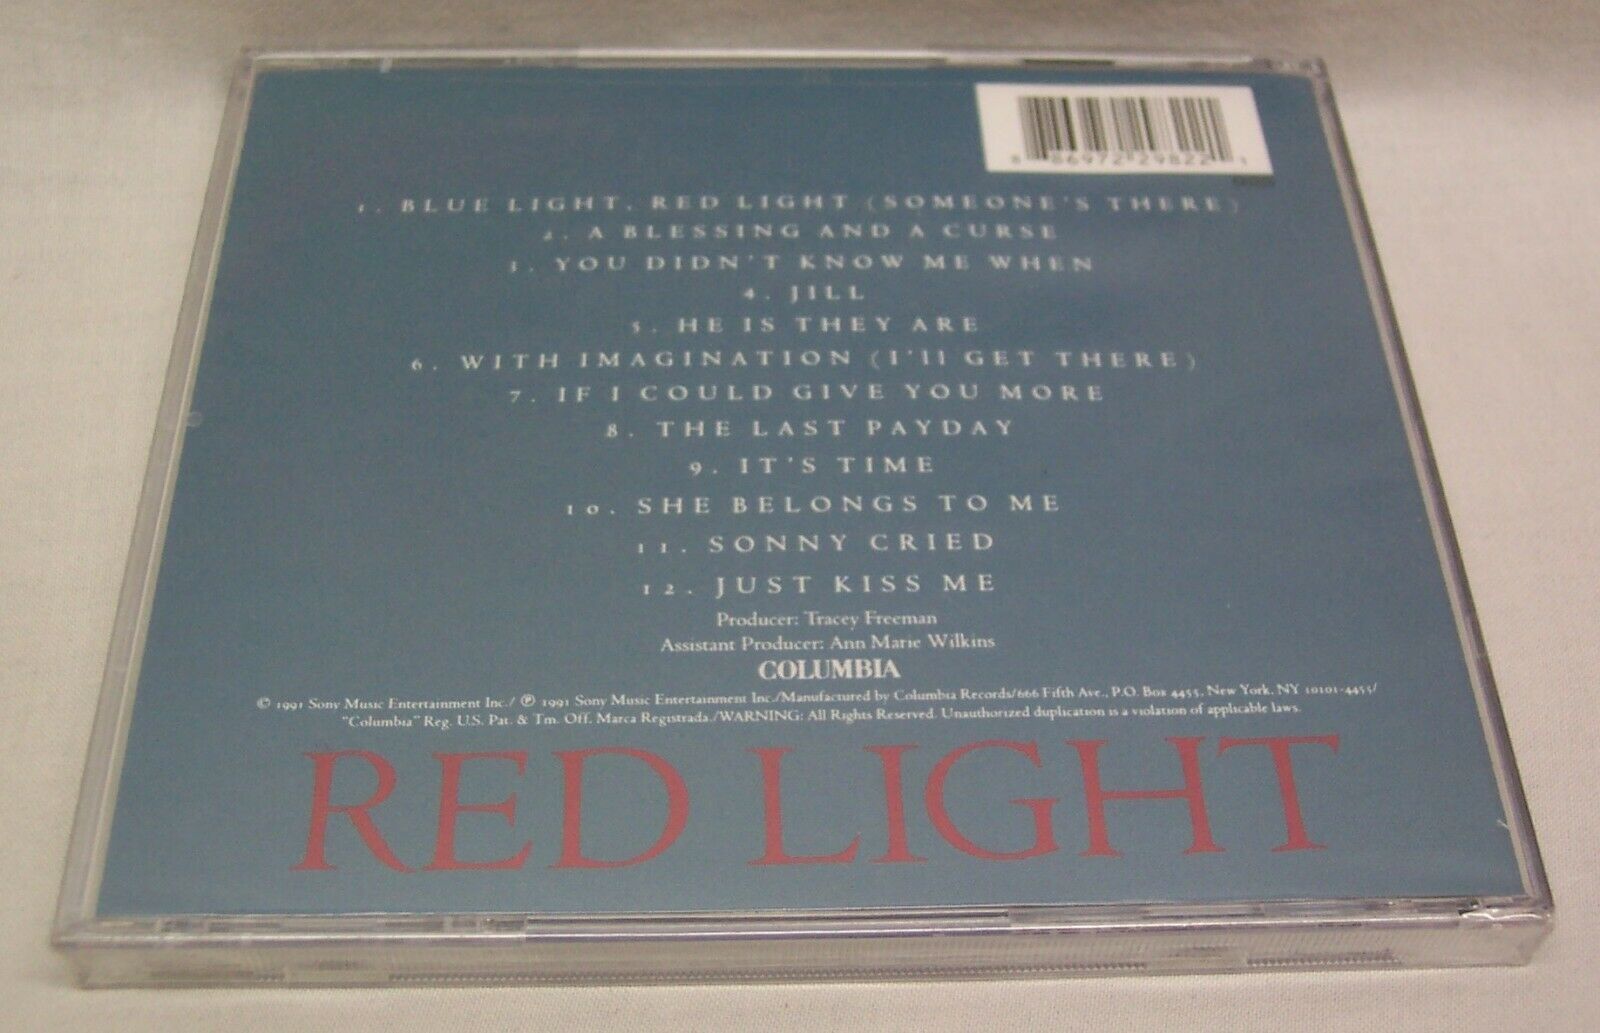 8 86972 29822 1
1. BLUE LIGHT, RED LIGHT (SOMEONE'S THERE)
2. A BLESSING AND A CURSE
3. YOU DIDN'T KNOW ME WHEN
4. JILL
5. HE IS THEY ARE
6. WITH IMAGINATION (I'll GET THERE)
7. IF I COULD GIVE YOU MORE
8. THE LAST PAYDAY
9. IT'S TIME
10. SHE BELONGS TO ME
11. SONNY CRIED
12. JUST KISS ME
Producer: Tracey Freeman
Assistant Producer: Ann Marie Wilkins
COLUMBIA
© 1991 Sony Music Entertainment Inc./ ℗ 1991 Sony Music Entertainment Inc./Manufactured by Columbia Records/666 Fifth Ave., P.O. Box 4455, New York, NY 10101-4455/
"Columbia" Reg. U.S. Pat. & Tm. Off. Marca Registrada./WARNING: All Rights Reserved. Unauthorized duplication is a violation of applicable laws.
RED LIGHT